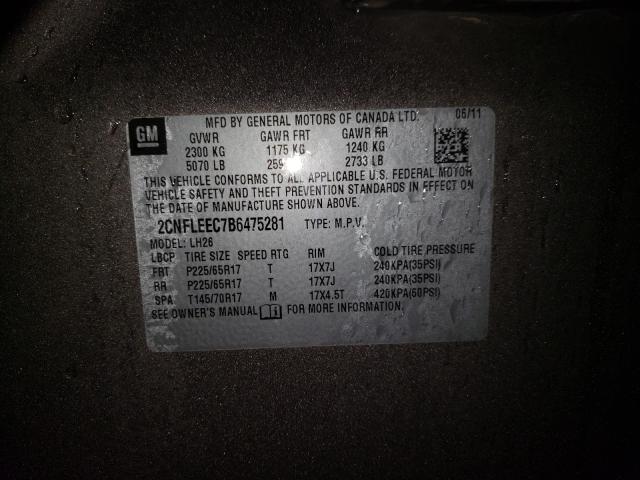 GM
MFD BY GENERAL MOTORS OF CANADA LTD. 06/11
GVWR GAWR FRT GAWR RR
2300 KG 1175 KG 1240 KG
5070 LB 2733 LB
THIS VEHICLE CONFORMS TO ALL APPLICABLE U.S. FEDERAL MOTOR
VEHICLE SAFETY AND THEFT PREVENTION STANDARDS IN EFFECT ON
THE DATE OF MANUFACTURE SHOWN ABOVE.
2CNFLEEC7B6475281 TYPE: M.P.V.
MODEL: LH26
LBCP TIRE SIZE SPEED RTG RIM COLD TIRE PRESSURE
FRT P225/65R17 T 17X7J 240KPA(35PSI)
RR P225/65R17 T 17X7J 240KPA(35PSI)
SPA T145/70R17 M 17X4.5T 420KPA(60PSI)
SEE OWNER'S MANUAL FOR MORE INFORMATION.